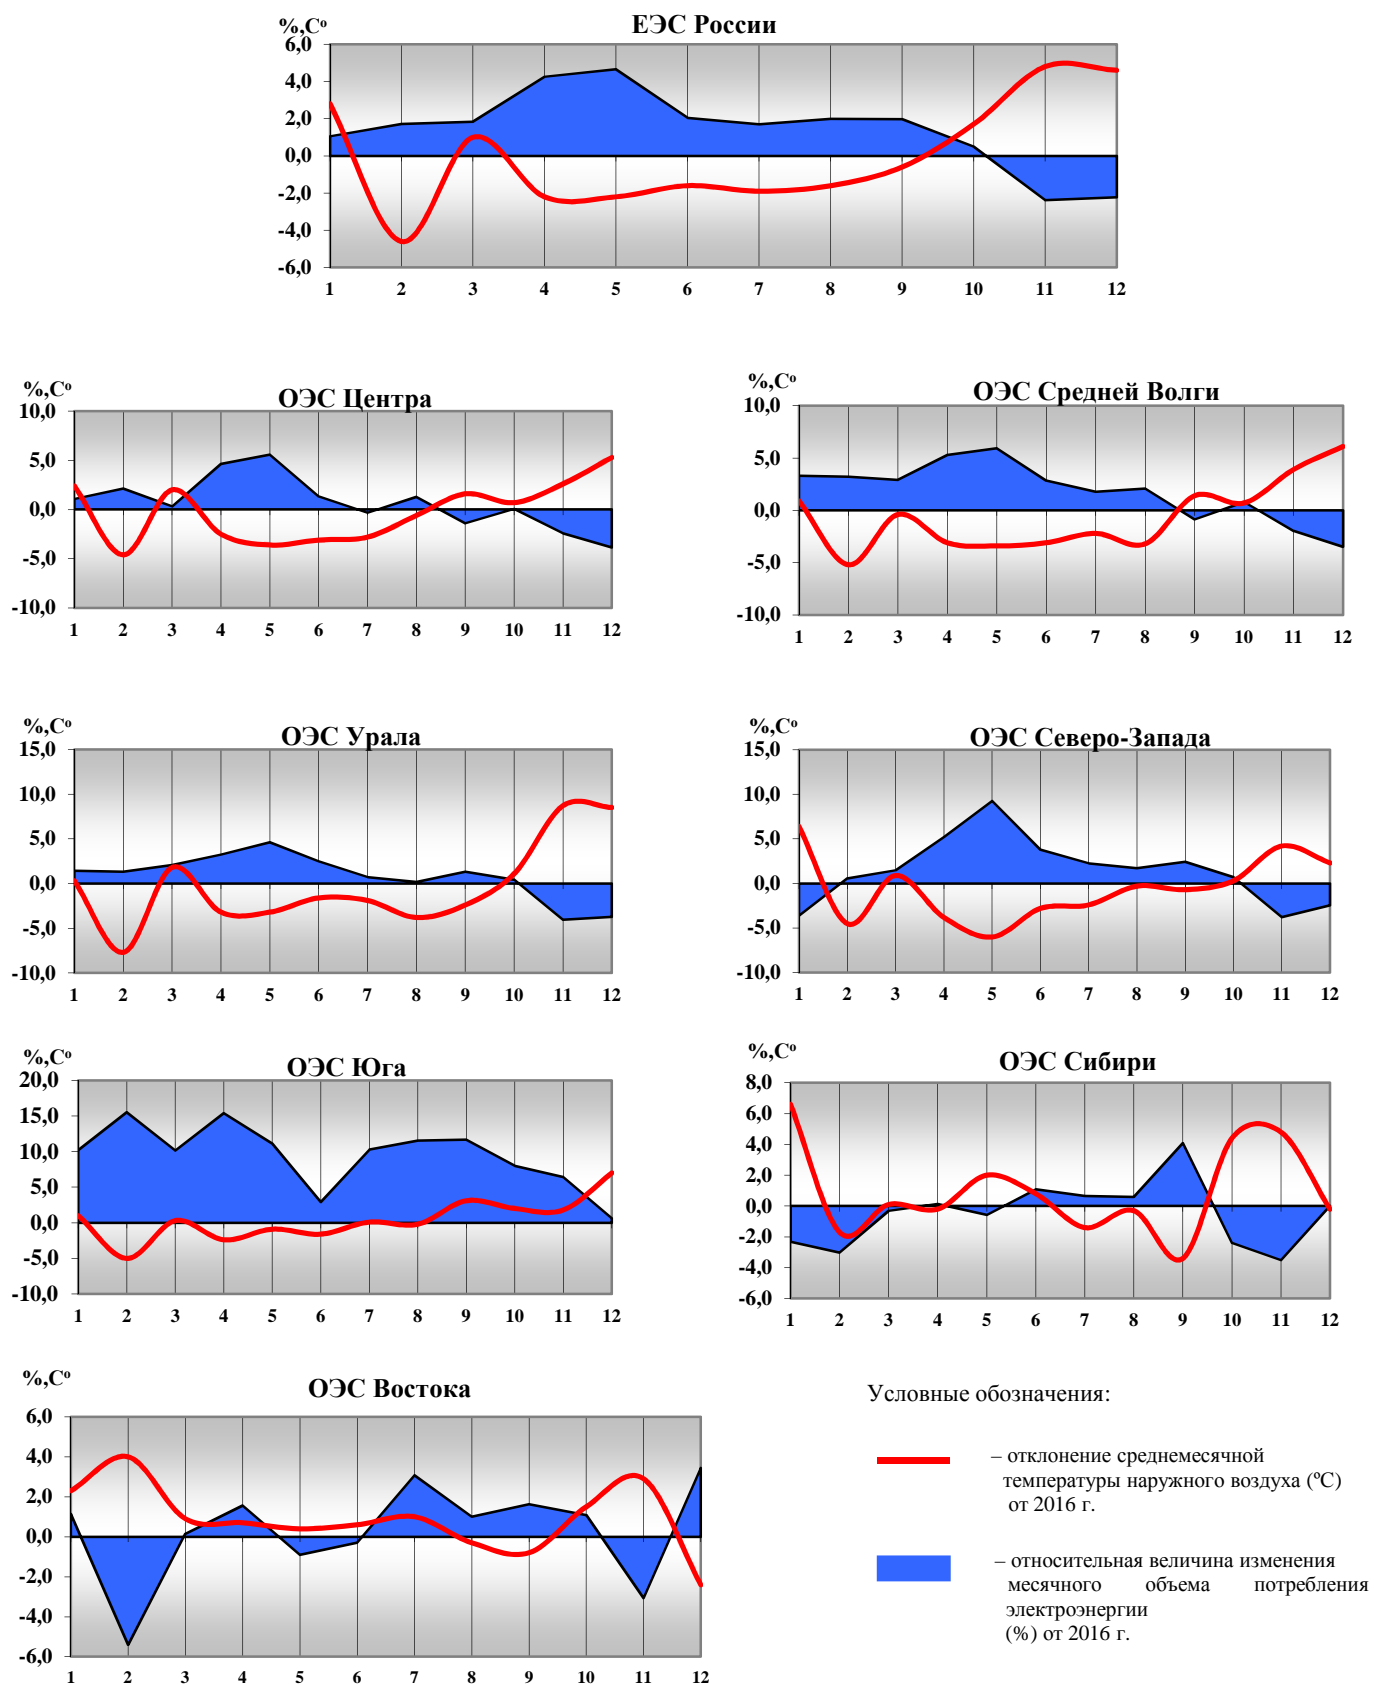 ЕЭС России
%,Сº
6,0
4,0
2,0
0,0
-2,0
-4,0
-6,0
1 2 3 4 5 6 7 8 9 10 11 12
ОЭС Центра
%,Сº
10,0
5,0
0,0
-5,0
-10,0
1 2 3 4 5 6 7 8 9 10 11 12
ОЭС Средней Волги
%,Сº
10,0
5,0
0,0
-5,0
-10,0
1 2 3 4 5 6 7 8 9 10 11 12
ОЭС Урала
%,Сº
15,0
10,0
5,0
0,0
-5,0
-10,0
1 2 3 4 5 6 7 8 9 10 11 12
ОЭС Северо-Запада
%,Сº
15,0
10,0
5,0
0,0
-5,0
-10,0
1 2 3 4 5 6 7 8 9 10 11 12
ОЭС Юга
%,Сº
20,0
15,0
10,0
5,0
0,0
-5,0
-10,0
1 2 3 4 5 6 7 8 9 10 11 12
ОЭС Сибири
%,Сº
8,0
6,0
4,0
2,0
0,0
-2,0
-4,0
-6,0
1 2 3 4 5 6 7 8 9 10 11 12
ОЭС Востока
%,Сº
6,0
4,0
2,0
0,0
-2,0
-4,0
-6,0
1 2 3 4 5 6 7 8 9 10 11 12
Условные обозначения:
– отклонение среднемесячной
температуры наружного воздуха (ºС)
от 2016 г.
– относительная величина изменения
месячного объема потребления
электроэнергии
(%) от 2016 г.